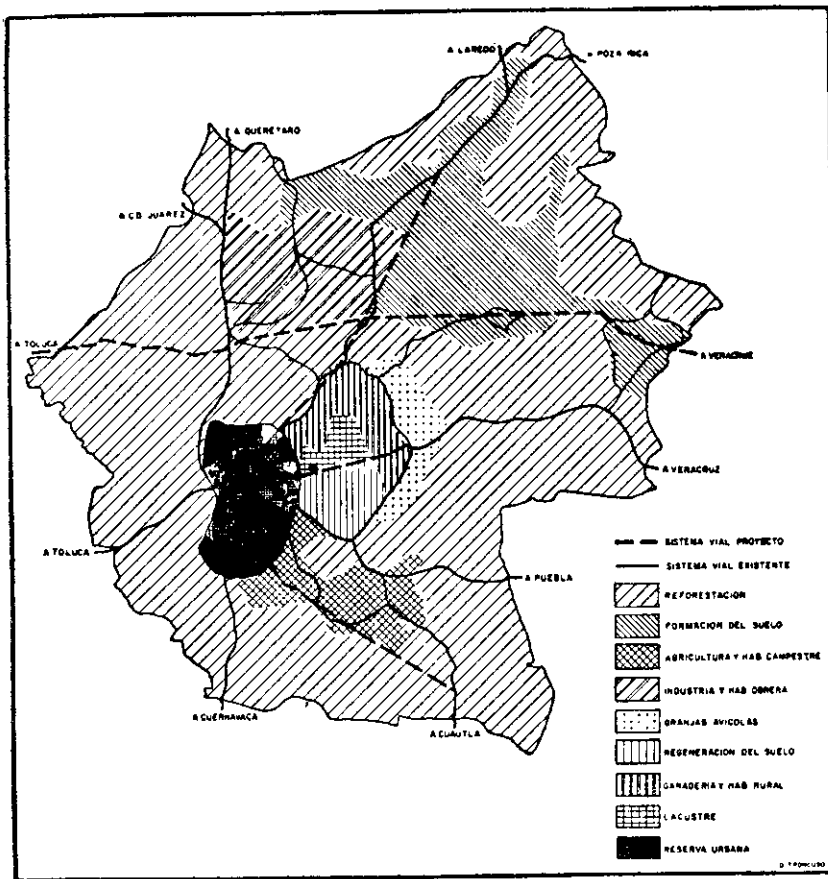 A LAREDO
A POZA RICA
A QUERETARO
A CD. JUAREZ
A TOLUCA
A VERACRUZ
A VERACRUZ
A TOLUCA
A PUEBLA
A CUERNAVACA
A CUAUTLA
SISTEMA VIAL PROYECTO
SISTEMA VIAL EXISTENTE
REFORESTACION
FORMACION DEL SUELO
AGRICULTURA Y HAB CAMPESTRE
INDUSTRIA Y HAB OBRERA
GRANJAS AVICOLAS
REGENERACION DEL SUELO
GANADERIA Y HAB RURAL
LACUSTRE
RESERVA URBANA